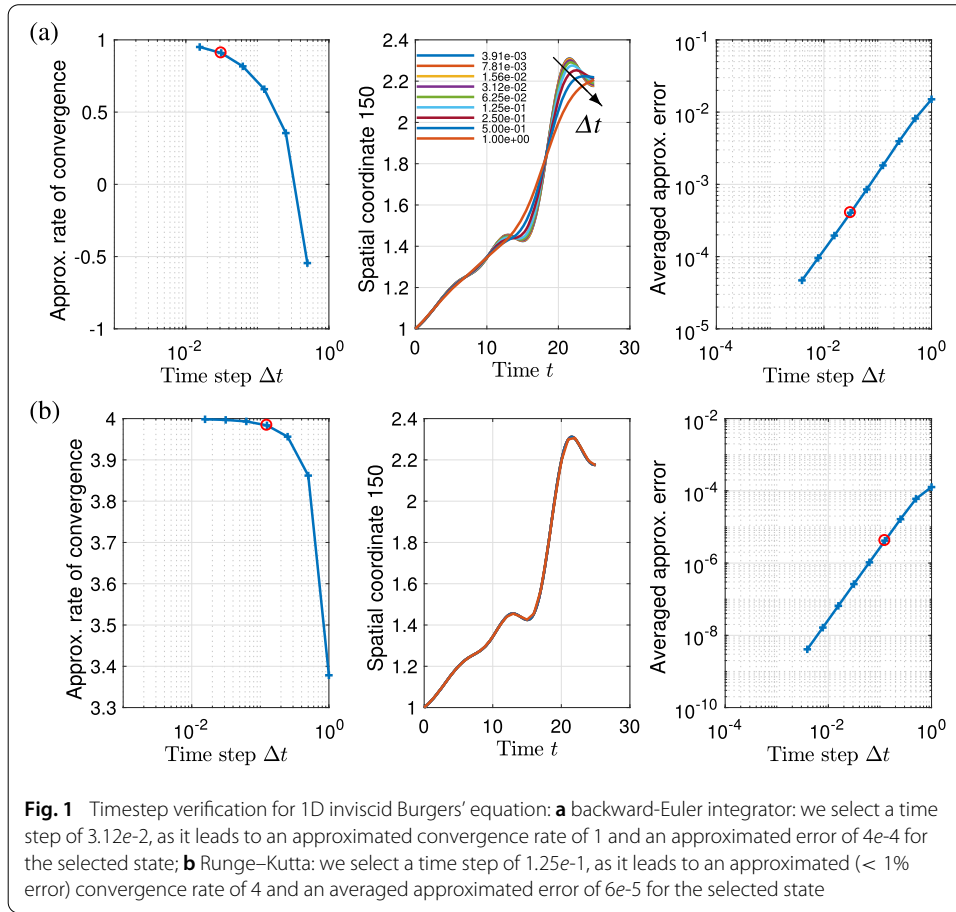 (a)
Approx. rate of convergence
1
0.5
0
-0.5
-1
10-2
100
Time step Δt
Spatial coordinate 150
2.4
2.2
2
1.8
1.6
1.4
1.2
1
3.91e-03
7.81e-03
1.56e-02
3.12e-02
6.25e-02
1.25e-01
2.50e-01
5.00e-01
1.00e+00
Δt
0
10
20
30
Time t
Averaged approx. error
10-1
10-2
10-3
10-4
10-5
10-4
10-2
100
Time step Δt
(b)
Approx. rate of convergence
4
3.9
3.8
3.7
3.6
3.5
3.4
3.3
10-2
100
Time step Δt
Spatial coordinate 150
2.4
2.2
2
1.8
1.6
1.4
1.2
1
0
10
20
30
Time t
Averaged approx. error
10-2
10-4
10-6
10-8
10-10
10-4
10-2
100
Time step Δt
Fig. 1 Timestep verification for 1D inviscid Burgers' equation: a backward-Euler integrator: we select a time
step of 3.12e-2, as it leads to an approximated convergence rate of 1 and an approximated error of 4e-4 for
the selected state; b Runge–Kutta: we select a time step of 1.25e-1, as it leads to an approximated (< 1%
error) convergence rate of 4 and an averaged approximated error of 6e-5 for the selected state